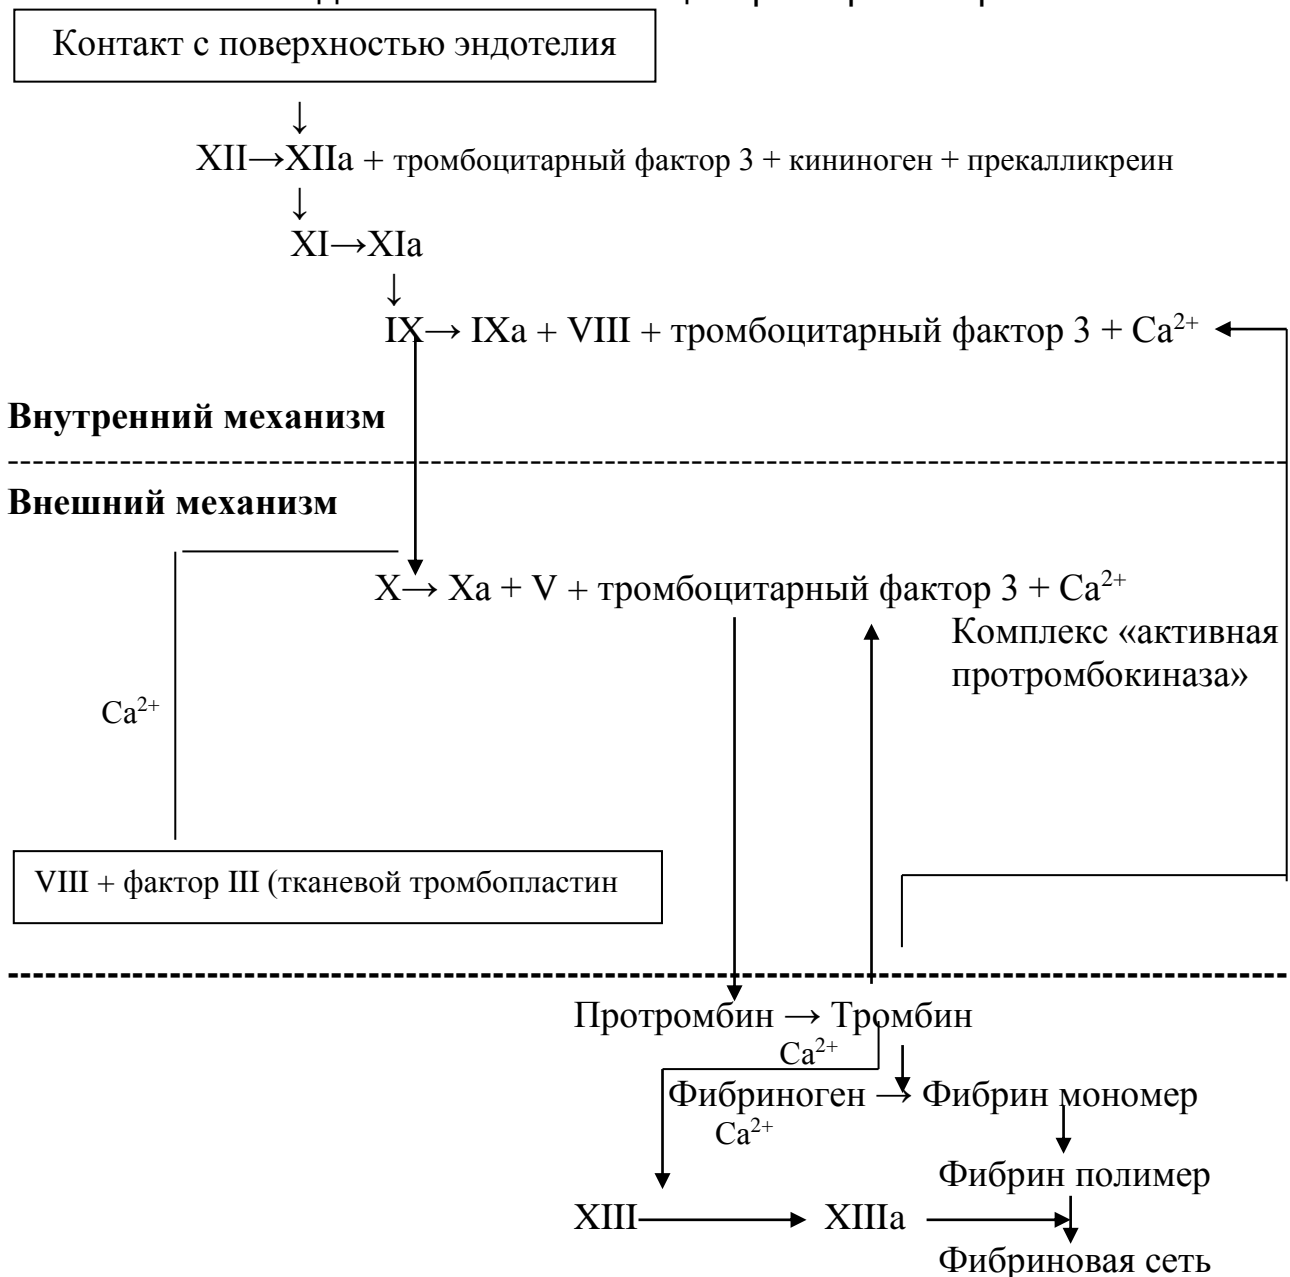 Контакт с поверхностью эндотелия
↓
XII→XIIa + тромбоцитарный фактор 3 + кининоген + прекалликреин
↓
XI→XIa
↓
IX→ IXa + VIII + тромбоцитарный фактор 3 + Ca²⁺
Внутренний механизм
Внешний механизм
X→ Xa + V + тромбоцитарный фактор 3 + Ca²⁺
Комплекс «активная
протромбокиназа»
Ca²⁺
VIII + фактор III (тканевой тромбопластин
Протромбин → Тромбин
Ca²⁺
Фибриноген → Фибрин мономер
Ca²⁺
Фибрин полимер
XIII → XIIIa →
Фибриновая сеть